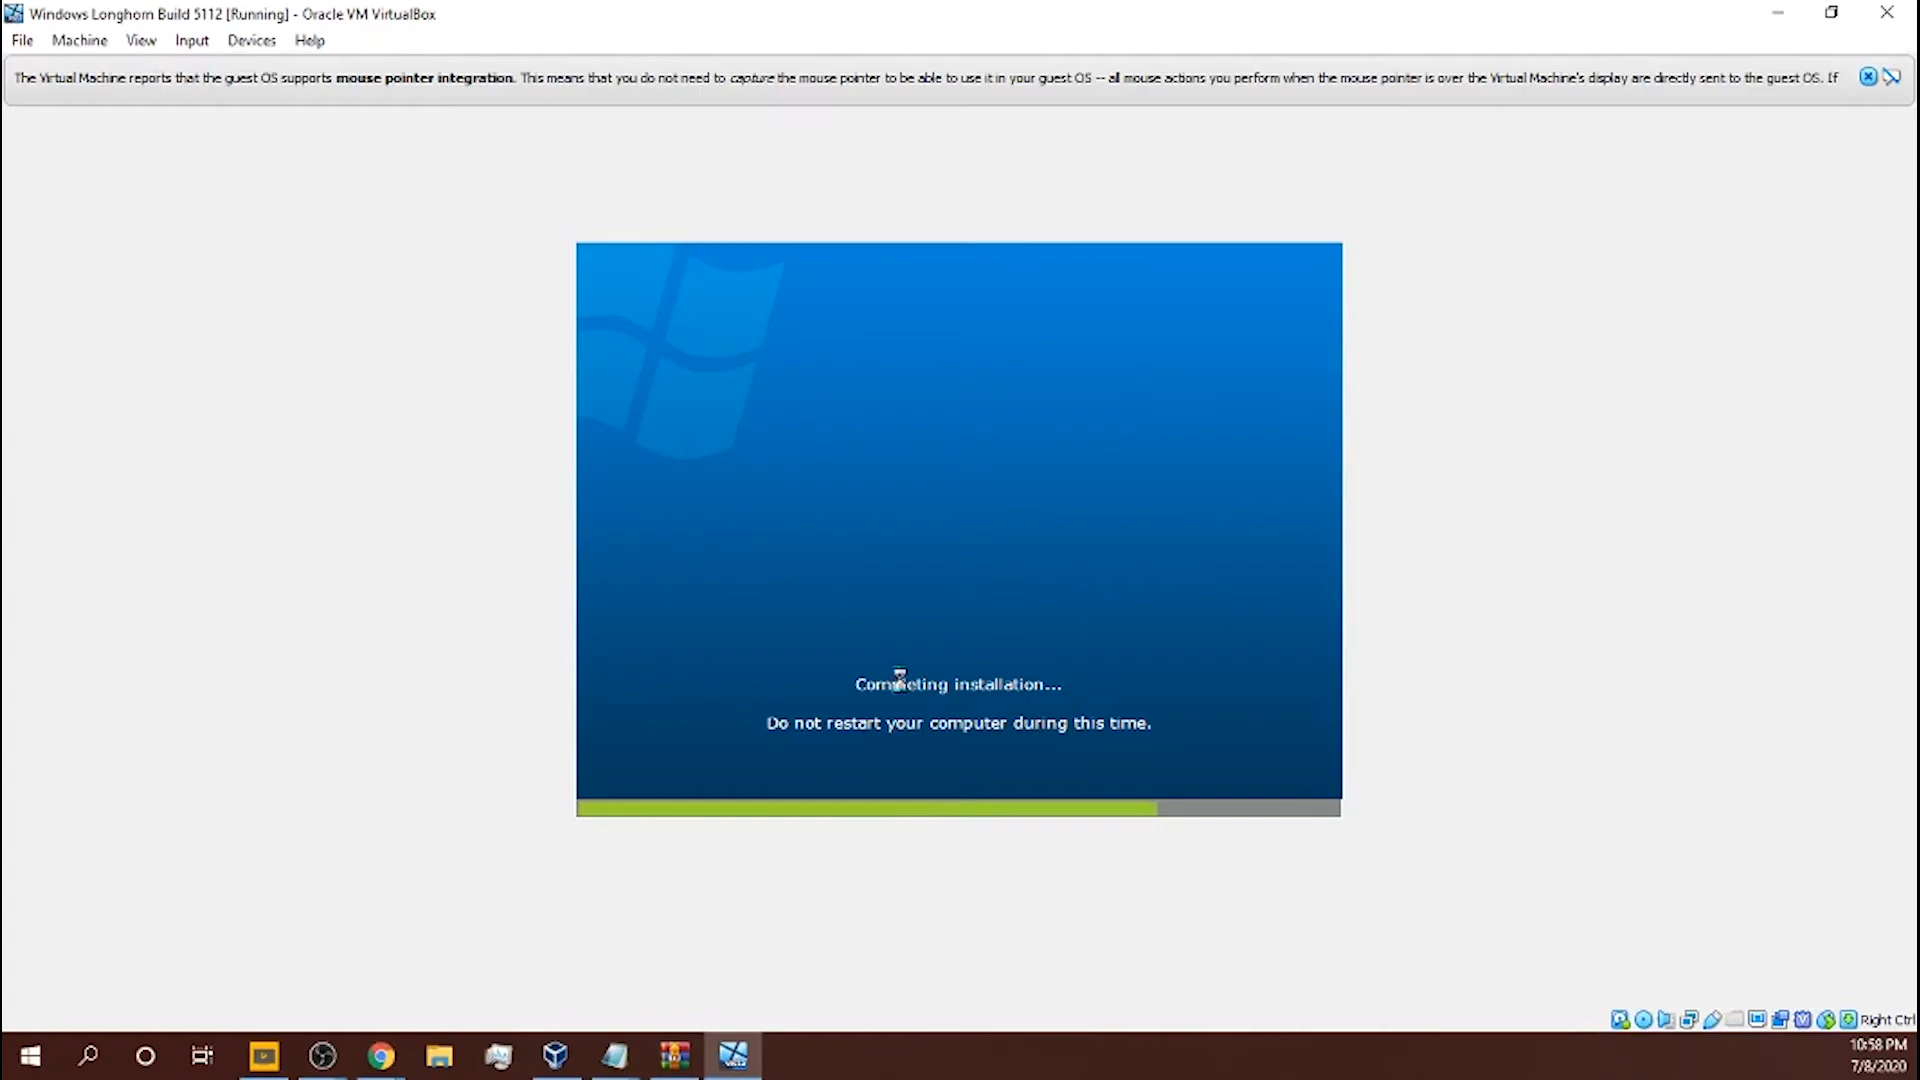 Windows Longhorn Build 5112 [Running] - Oracle VM VirtualBox
File Machine View Input Devices Help
The Virtual Machine reports that the guest OS supports mouse pointer integration. This means that you do not need to capture the mouse pointer to be able to use it in your guest OS -- all mouse actions you perform when the mouse pointer is over the Virtual Machine's display are directly sent to the guest OS. If
installation...
Do not restart your computer during this time.
Right Ctrl
10:58 PM
7/8/2020